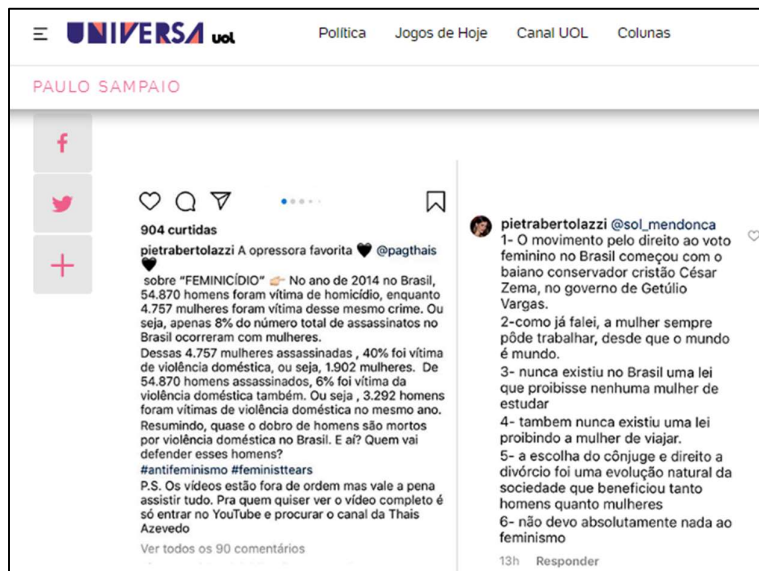 UNIVERSA uol
Política Jogos de Hoje Canal UOL Colunas
PAULO SAMPAIO
904 curtidas
pietrabertolazzi A opressora favorita 🖤 @pagthais
🖤
sobre “FEMINICÍDIO” 👉🏻 No ano de 2014 no Brasil,
54.870 homens foram vítima de homicídio, enquanto
4.757 mulheres foram vítima desse mesmo crime. Ou
seja, apenas 8% do número total de assassinatos no
Brasil ocorreram com mulheres.
Dessas 4.757 mulheres assassinadas , 40% foi vítima
de violência doméstica, ou seja, 1.902 mulheres. De
54.870 homens assassinados, 6% foi vítima da
violência doméstica também. Ou seja , 3.292 homens
foram vítimas de violência doméstica no mesmo ano.
Resumindo, quase o dobro de homens são mortos
por violência doméstica no Brasil. E aí? Quem vai
defender esses homens?
#antifeminismo #feministtears
P.S. Os vídeos estão fora de ordem mas vale a pena
assistir tudo. Pra quem quiser ver o vídeo completo é
só entrar no YouTube e procurar o canal da Thais
Azevedo
Ver todos os 90 comentários
pietrabertolazzi @sol_mendonca
1- O movimento pelo direito ao voto
feminino no Brasil começou com o
baiano conservador cristão César
Zema, no governo de Getúlio
Vargas.
2-como já falei, a mulher sempre
pôde trabalhar, desde que o mundo
é mundo.
3- nunca existiu no Brasil uma lei
que proibisse nenhuma mulher de
estudar
4- tambem nunca existiu uma lei
proibindo a mulher de viajar.
5- a escolha do cônjuge e direito a
divórcio foi uma evolução natural da
sociedade que beneficiou tanto
homens quanto mulheres
6- não devo absolutamente nada ao
feminismo
13h Responder